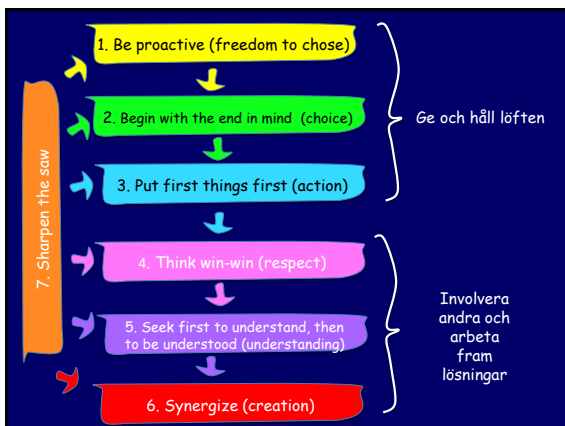 1. Be proactive (freedom to chose)
2. Begin with the end in mind (choice)
3. Put first things first (action)
Ge och håll löften
7. Sharpen the saw
4. Think win-win (respect)
5. Seek first to understand, then
to be understood (understanding)
6. Synergize (creation)
Involvera
andra och
arbeta
fram
lösningar